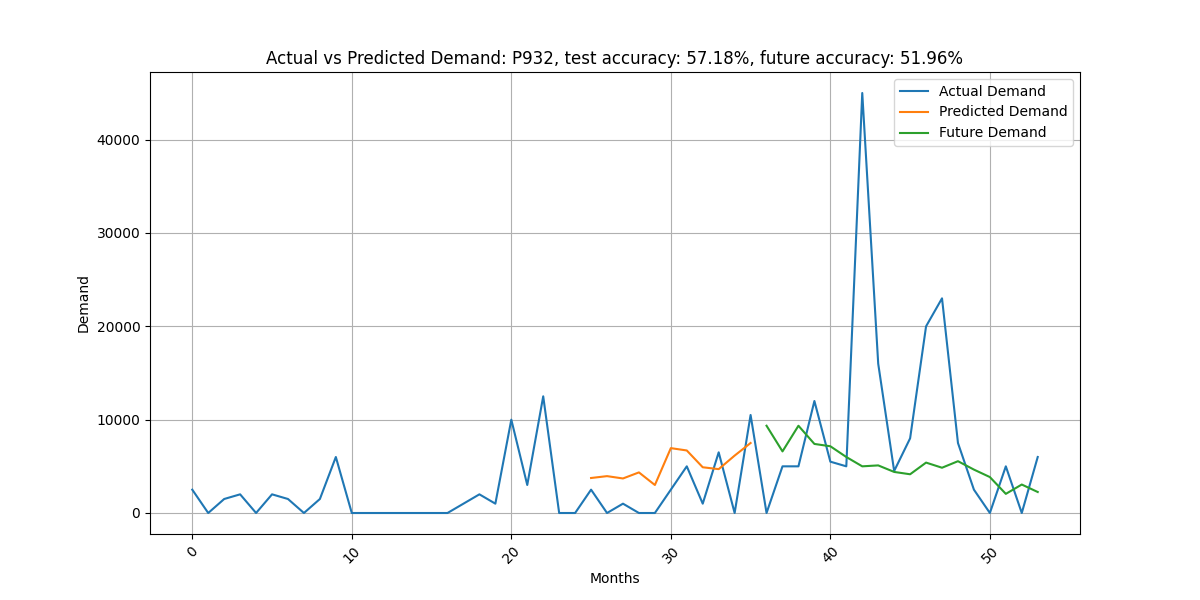 Actual vs Predicted Demand: P932, test accuracy: 57.18%, future accuracy: 51.96%
Actual Demand
Predicted Demand
Future Demand
Demand
40000
30000
20000
10000
0
0
10
20
30
40
50
Months